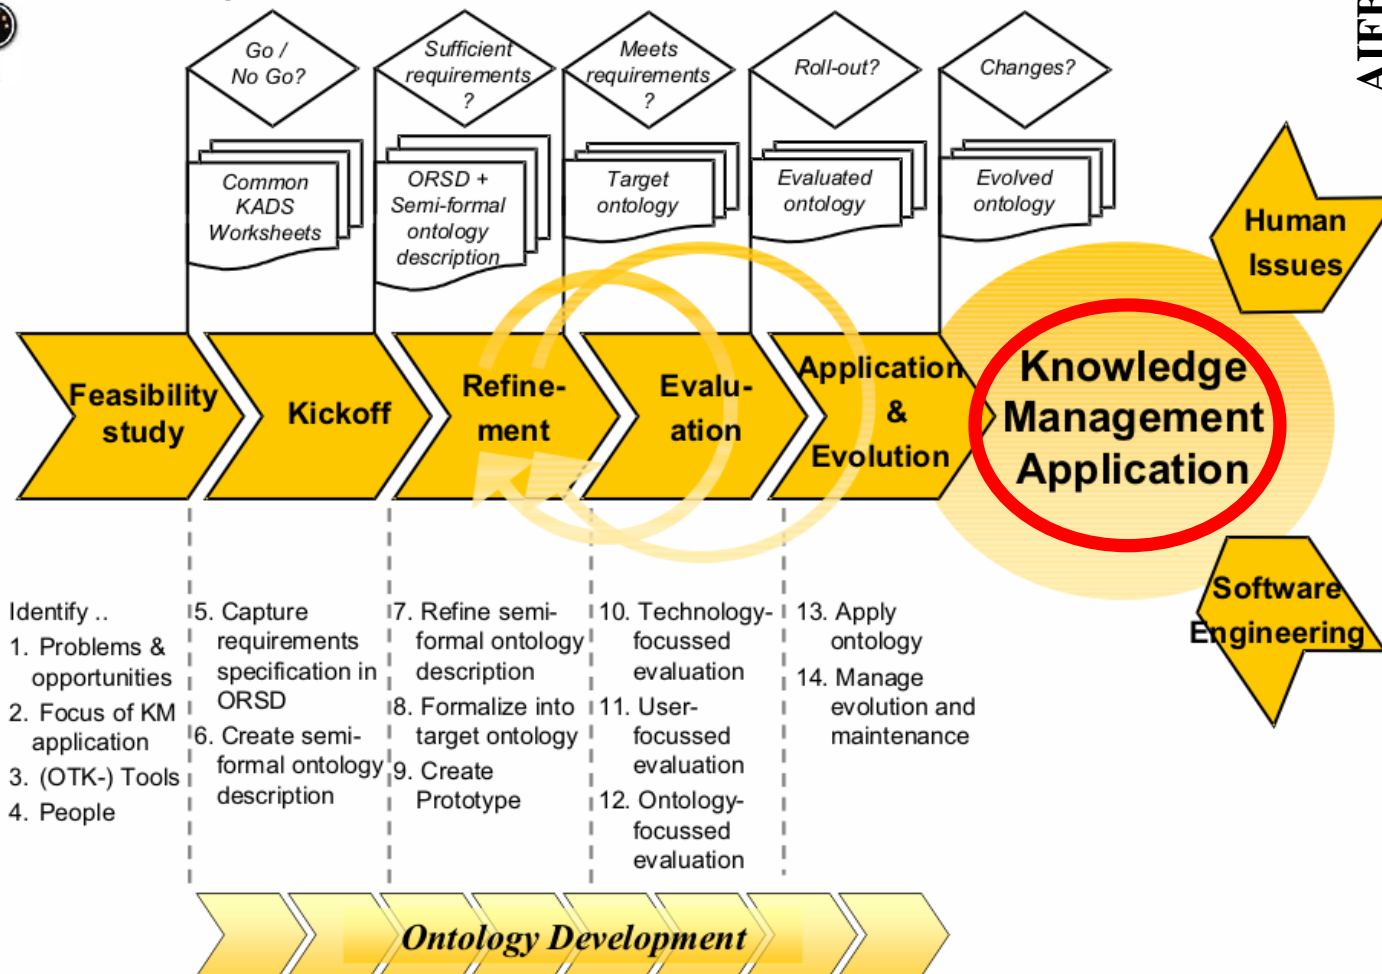 Go /
No Go?
Sufficient
requirements
?
Meets
requirements
?
Roll-out?
Changes?
Common
KADS
Worksheets
ORSD +
Semi-formal
ontology
description
Target
ontology
Evaluated
ontology
Evolved
ontology
Human
Issues
Feasibility
study
Kickoff
Refine-
ment
Evalu-
ation
Application
&
Evolution
Knowledge
Management
Application
Software
Engineering
Identify ..
1. Problems &
opportunities
2. Focus of KM
application
3. (OTK-) Tools
4. People
5. Capture
requirements
specification in
ORSD
6. Create semi-
formal ontology
description
7. Refine semi-
formal ontology
description
8. Formalize into
target ontology
9. Create
Prototype
10. Technology-
focussed
evaluation
11. User-
focussed
evaluation
12. Ontology-
focussed
evaluation
13. Apply
ontology
14. Manage
evolution and
maintenance
Ontology Development